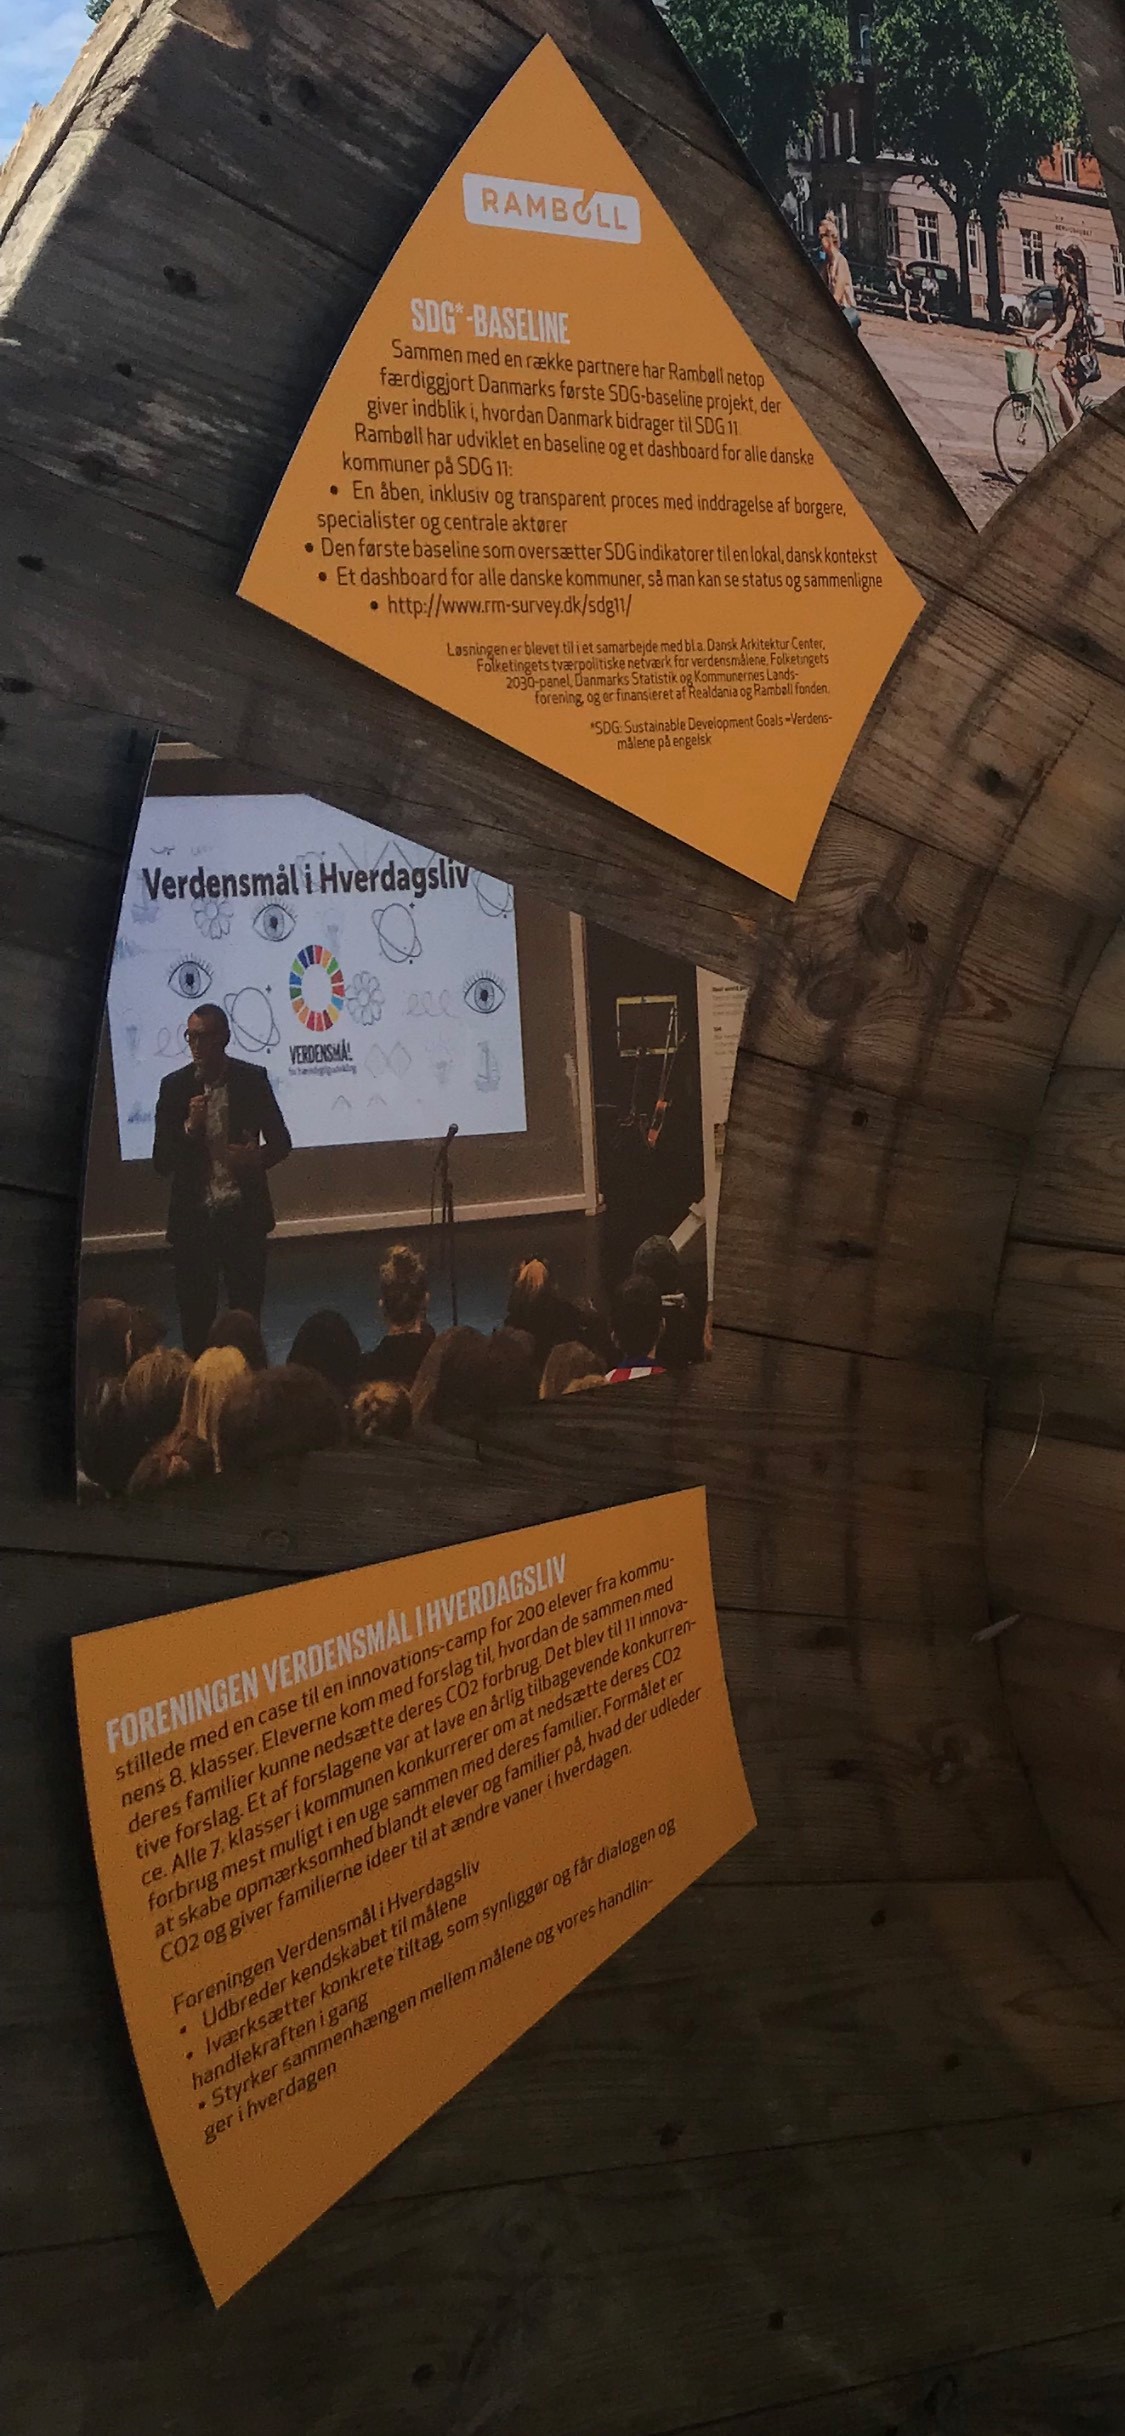 RAMBOLL
SDG*-BASELINE
Sammen med en række partnere har Rambøll netop
færdiggjort Danmarks første SDG-baseline projekt, der
giver indblik i, hvordan Danmark bidrager til SDG 11.
Rambøll har udviklet en baseline og et dashboard for alle danske
kommuner på SDG 11:
• En åben, inklusiv og transparent proces med inddragelse af borgere,
specialister og centrale aktører
• Den første baseline som oversætter SDG indikatorer til en lokal, dansk kontekst
• Et dashboard for alle danske kommuner, så man kan se status og sammenligne
• http://www.rm-survey.dk/sdg11/
Løsningen er blevet til i et samarbejde med bl.a. Dansk Arkitektur Center,
Folketingets tværpolitiske netværk for verdensmålene, Folketingets
2030-panel, Danmarks Statistik og Kommunernes Lands-
forening, og er finansieret af Realdania og Rambøll fonden.
*SDG: Sustainable Development Goals =Verdens-
målene på engelsk
Verdensmål i Hverdagsliv
VERDENSMÅL
for bæredygtig udvikling
FORENINGEN VERDENSMÅL I HVERDAGSLIV
stillede med en case til en innovations-camp for 200 elever fra kommu-
nens 8. klasser. Eleverne kom med forslag til, hvordan de sammen med
deres familier kunne nedsætte deres CO2 forbrug. Det blev til 11 innova-
tive forslag. Et af forslagene var at lave en årlig tilbagevende konkurren-
ce. Alle 7. klasser i kommunen konkurrerer om at nedsætte deres CO2
forbrug mest muligt i en uge sammen med deres familier. Formålet er
at skabe opmærksomhed blandt elever og familier på, hvad der udleder
CO2 og giver familierne ideer til at ændre vaner i hverdagen.
Foreningen Verdensmål i Hverdagsliv
• Udbreder kendskabet til målene
• Iværksætter konkrete tiltag, som synliggør og får dialogen og
handlekraften i gang
• Styrker sammenhængen mellem målene og vores handlin-
ger i hverdagen